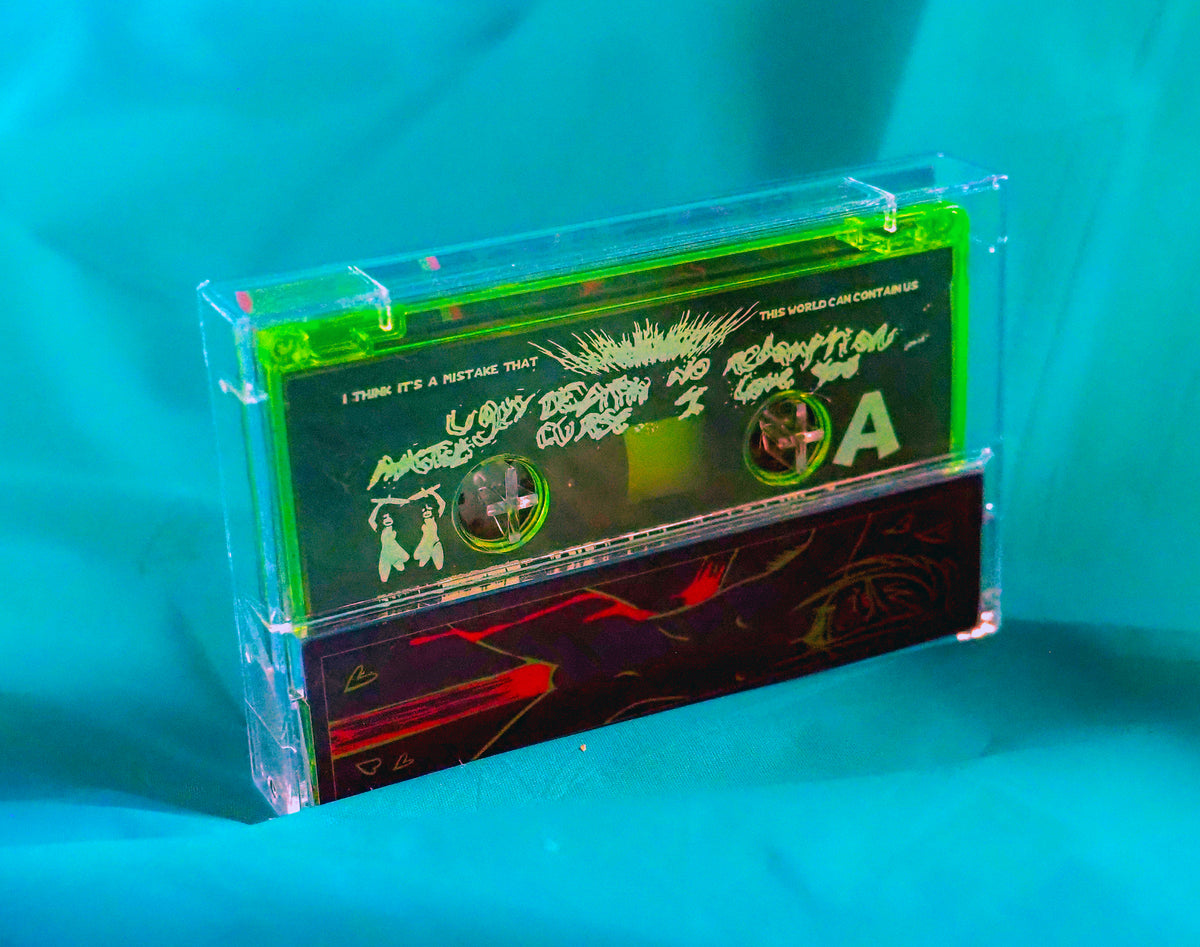 I THINK IT'S A MISTAKE THAT
THIS WORLD CAN CONTAIN US
UGLY DEATH NO Redemption
ANGEL CURSE I Love You
A